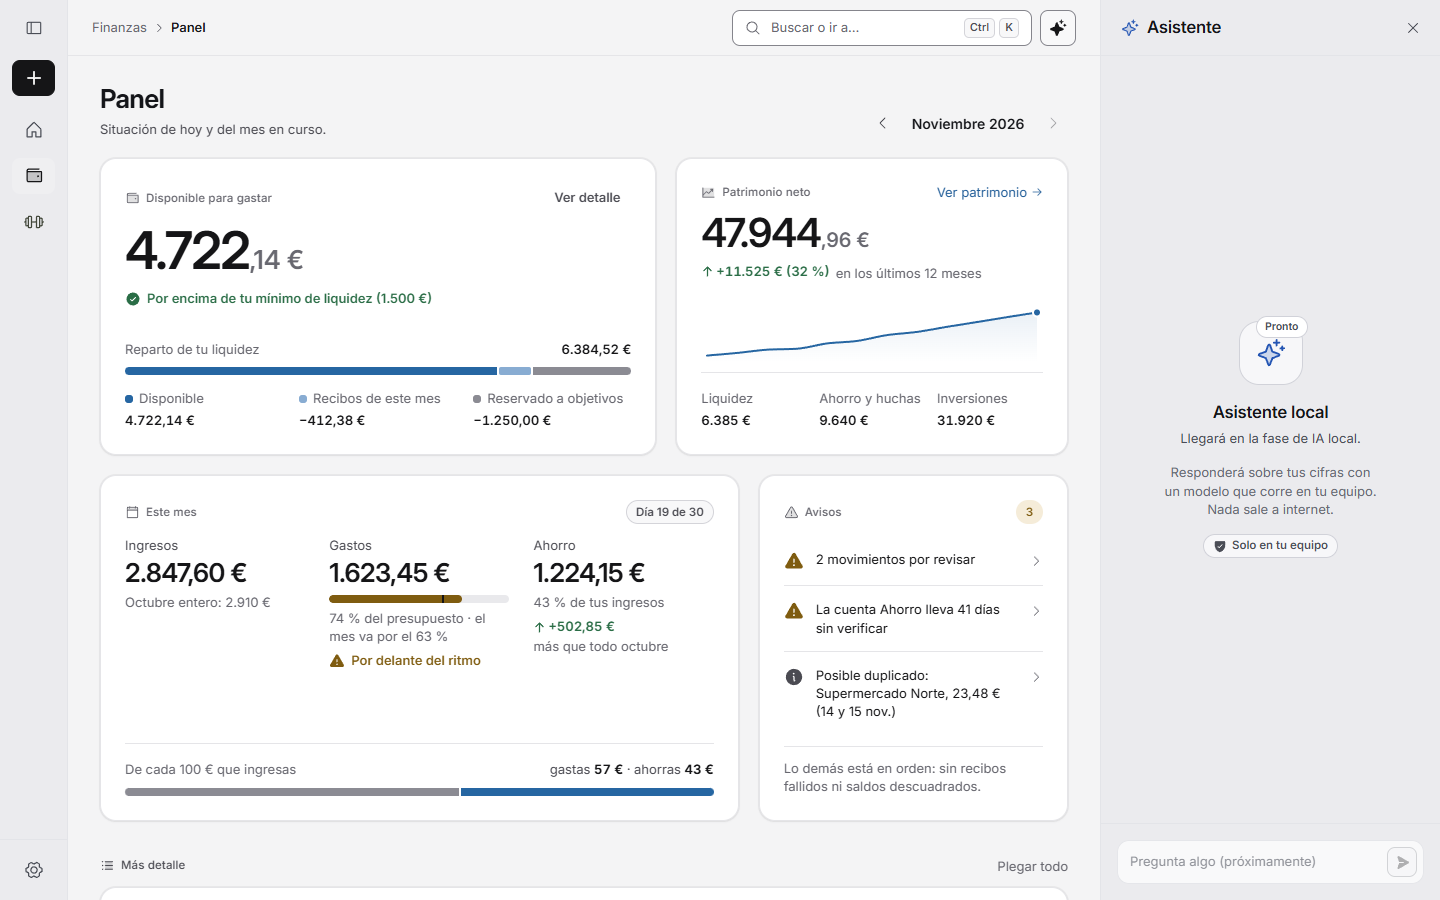 Finanzas > Panel
Buscar o ir a...
Ctrl K
Asistente
Panel
Situación de hoy y del mes en curso.
Noviembre 2026
Disponible para gastar
Ver detalle
4.722,14 €
Por encima de tu mínimo de liquidez (1.500 €)
Reparto de tu liquidez
6.384,52 €
Disponible
4.722,14 €
Recibos de este mes
−412,38 €
Reservado a objetivos
−1.250,00 €
Patrimonio neto
Ver patrimonio →
47.944,96 €
↑ +11.525 € (32 %) en los últimos 12 meses
Liquidez
6.385 €
Ahorro y huchas
9.640 €
Inversiones
31.920 €
Este mes
Día 19 de 30
Ingresos
2.847,60 €
Octubre entero: 2.910 €
Gastos
1.623,45 €
74 % del presupuesto · el
mes va por el 63 %
Por delante del ritmo
Ahorro
1.224,15 €
43 % de tus ingresos
↑ +502,85 €
más que todo octubre
De cada 100 € que ingresas
gastas 57 € · ahorras 43 €
Avisos
3
2 movimientos por revisar
La cuenta Ahorro lleva 41 días
sin verificar
Posible duplicado:
Supermercado Norte, 23,48 €
(14 y 15 nov.)
Lo demás está en orden: sin recibos
fallidos ni saldos descuadrados.
Más detalle
Plegar todo
Pronto
Asistente local
Llegará en la fase de IA local.
Responderá sobre tus cifras con
un modelo que corre en tu equipo.
Nada sale a internet.
Solo en tu equipo
Pregunta algo (próximamente)